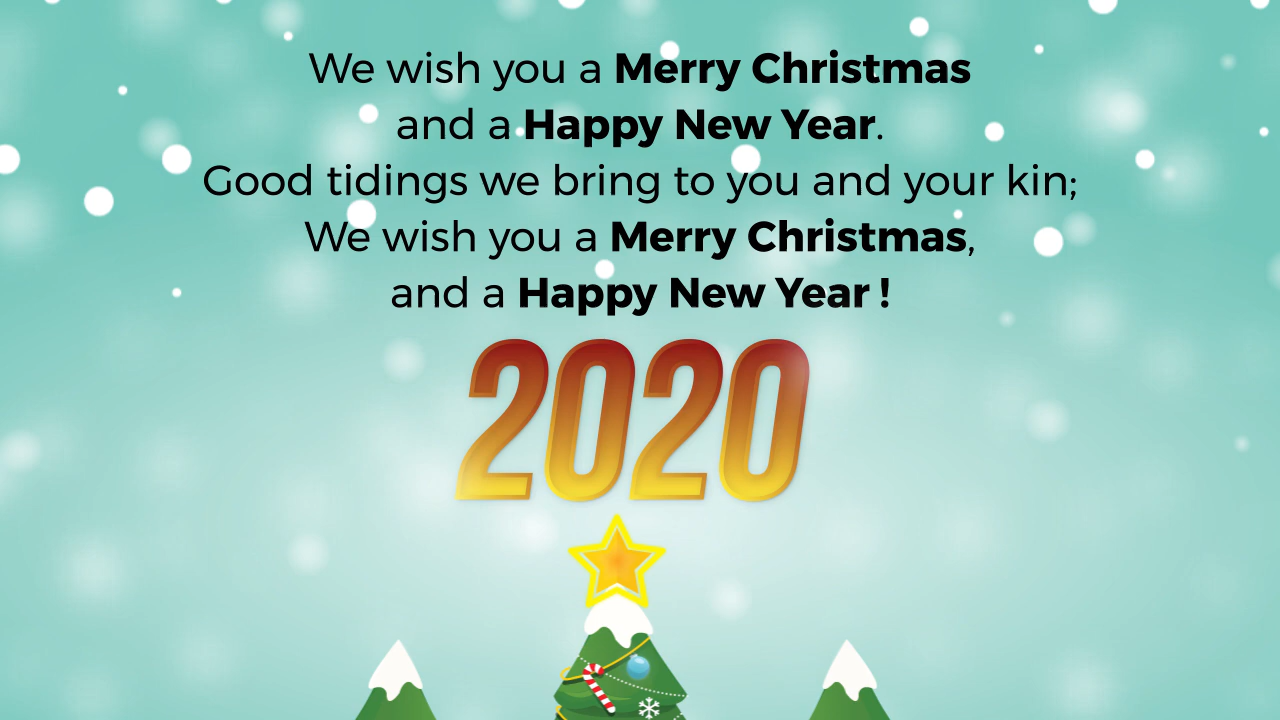 We wish you a Merry Christmas
and a Happy New Year.
Good tidings we bring to you and your kin;
We wish you a Merry Christmas,
and a Happy New Year !
2020